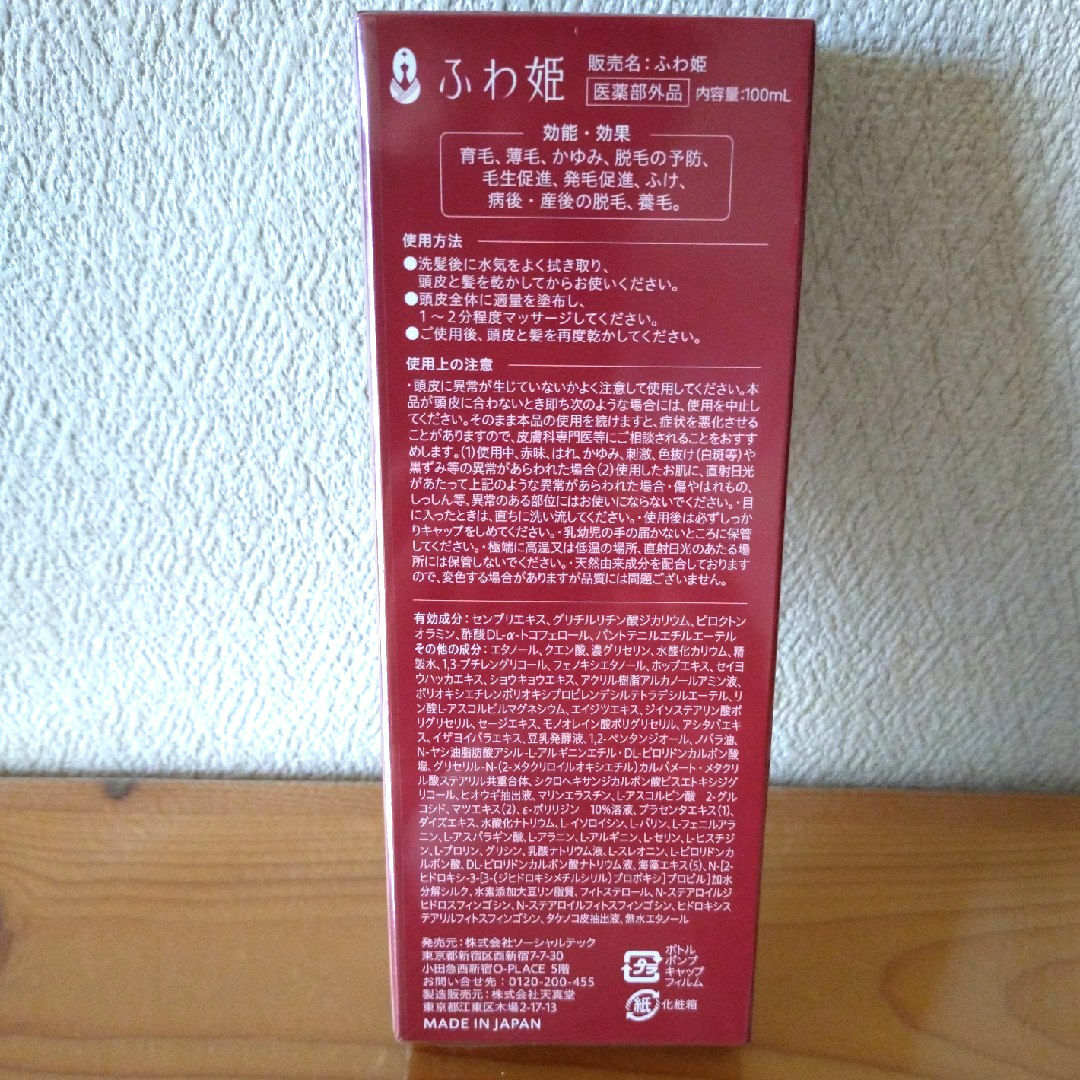 ふわ姫
販売名:ふわ姫
医薬部外品 内容量:100mL
効能・効果
育毛、薄毛、かゆみ、脱毛の予防、
毛生促進、発毛促進、ふけ、
病後・産後の脱毛、養毛。
使用方法
●洗髪後に水気をよく拭き取り、
頭皮と髪を乾かしてからお使いください。
●頭皮全体に適量を塗布し、
1〜2分程度マッサージしてください。
●ご使用後、頭皮と髪を再度乾かしてください。
使用上の注意
・頭皮に異常が生じていないかよく注意して使用してください。本
品が頭皮に合わないとき即ち次のような場合には、使用を中止し
てください。そのまま本品の使用を続けますと、症状を悪化させる
ことがありますので、皮膚科専門医等にご相談されることをおすす
めします。(1)使用中、赤味、はれ、かゆみ、刺激、色抜け(白斑等)や
黒ずみ等の異常があらわれた場合(2)使用したお肌に、直射日光
があたって上記のような異常があらわれた場合・傷やはれもの、
しっしん等、異常のある部位にはお使いにならないでください。・目
に入ったときは、直ちに洗い流してください。・使用後は必ずしっか
りキャップをしめてください。・乳幼児の手の届かないところに保管
してください。・極端に高温又は低温の場所、直射日光のあたる場
所には保管しないでください。・天然由来成分を配合しております
ので、変色する場合がありますが品質には問題ございません。
有効成分:センブリエキス、グリチルリチン酸ジカリウム、ピロクトン
オラミン、酢酸DL-α-トコフェロール、パントテニルエチルエーテル
その他の成分:エタノール、クエン酸、濃グリセリン、水酸化カリウム、精
製水、1,3-ブチレングリコール、フェノキシエタノール、ホップエキス、セイヨ
ウハッカエキス、ショウキョウエキス、アクリル樹脂アルカノールアミン液、
ポリオキシエチレンポリオキシプロピレンデシルテトラデシルエーテル、リ
ン酸L-アスコルビルマグネシウム、エイジツエキス、ジイソステアリン酸ポ
リグリセリル、セージエキス、モノオレイン酸ポリグリセリル、アシタバエキ
ス、イザヨイバラエキス、豆乳発酵液、1,2-ペンタンジオール、ノバラ油、
N-ヤシ油脂肪酸アシル-L-アルギニンエチル・DL-ピロリドンカルボン酸
塩、グリセリル-N-(2-メタクリロイルオキシエチル)カルバメート・メタクリ
ル酸ステアリル共重合体、シクロヘキサンジカルボン酸ビスエトキシジグ
リコール、ヒオウギ抽出液、マリンエラスチン、L-アスコルビン酸 2-グル
コシド、マツエキス(2)、ε-ポリリジン 10%溶液、プラセンタエキス(1)、
ダイズエキス、水酸化ナトリウム、L-イソロイシン、L-バリン、L-フェニルアラ
ニン、L-アスパラギン酸、L-アラニン、L-アルギニン、L-セリン、L-ヒスチジ
ン、L-プロリン、グリシン、乳酸ナトリウム液、L-スレオニン、L-ピロリドンカ
ルボン酸、DL-ピロリドンカルボン酸ナトリウム液、海藻エキス(5)、N-[2-
ヒドロキシ-3-[3-(ジヒドロキシメチルシリル)プロポキシ]プロピル]加水
分解シルク、水素添加大豆リン脂質、フィトステロール、N-ステアロイルジ
ヒドロスフィンゴシン、N-ステアロイルフィトスフィンゴシン、ヒドロキシス
テアリルフィトスフィンゴシン、タケノコ皮抽出液、無水エタノール
発売元:株式会社ソーシャルテック
東京都新宿区西新宿7-7-30
小田急西新宿O-PLACE 5階
お問い合せ先:0120-200-455
製造販売元:株式会社天真堂
東京都江東区木場2-17-13
MADE IN JAPAN
プラ
ボトル
ポンプ
キャップ
フィルム
紙
化粧箱